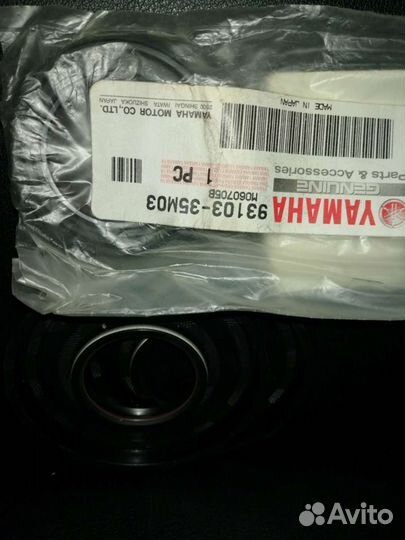 YAMAHA
GENUINE
Parts & Accessories
93103-35M03
M060705B
1 PC
MADE IN JAPAN
YAMAHA MOTOR CO., LTD.
2500 SHINGAI IWATA SHIZUOKA JAPAN
Avito